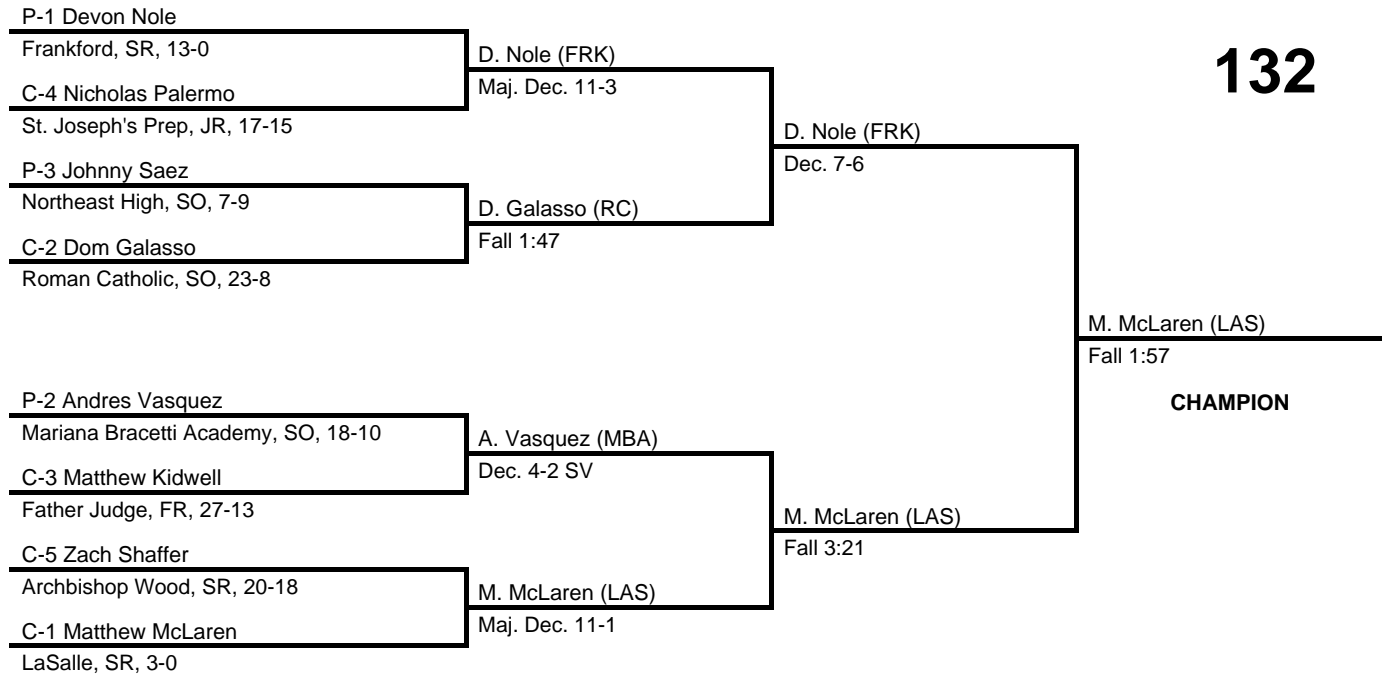 P-1 Devon Nole
Frankford, SR, 13-0
C-4 Nicholas Palermo
St. Joseph's Prep, JR, 17-15
P-3 Johnny Saez
Northeast High, SO, 7-9
C-2 Dom Galasso
Roman Catholic, SO, 23-8
P-2 Andres Vasquez
Mariana Bracetti Academy, SO, 18-10
C-3 Matthew Kidwell
Father Judge, FR, 27-13
C-5 Zach Shaffer
Archbishop Wood, SR, 20-18
C-1 Matthew McLaren
LaSalle, SR, 3-0
D. Nole (FRK)
Maj. Dec. 11-3
D. Galasso (RC)
Fall 1:47
A. Vasquez (MBA)
Dec. 4-2 SV
M. McLaren (LAS)
Maj. Dec. 11-1
D. Nole (FRK)
Dec. 7-6
M. McLaren (LAS)
Fall 3:21
132
M. McLaren (LAS)
Fall 1:57
CHAMPION